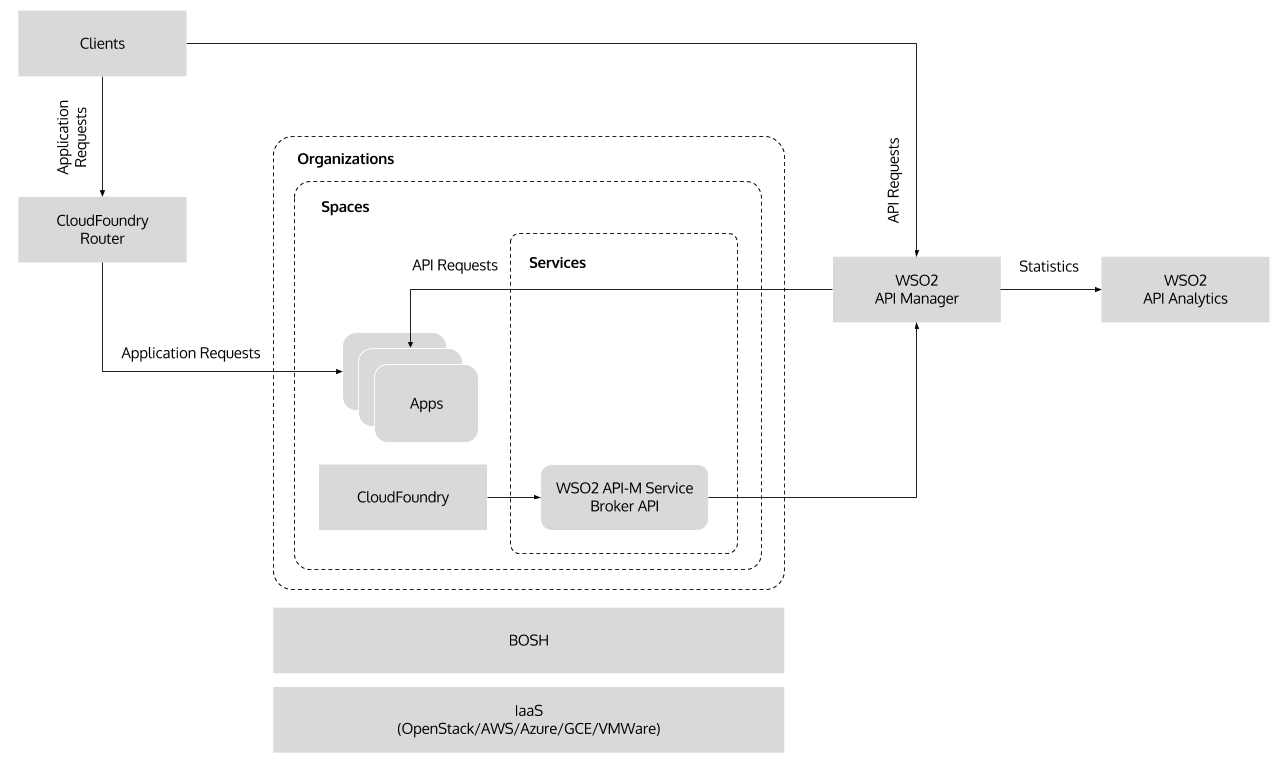 Clients
Application
Requests
CloudFoundry
Router
Application Requests
Organizations
Spaces
API Requests
Services
Apps
CloudFoundry
WSO2 API-M Service
Broker API
API Requests
WSO2
API Manager
Statistics
WSO2
API Analytics
BOSH
IaaS
(OpenStack/AWS/Azure/GCE/VMWare)